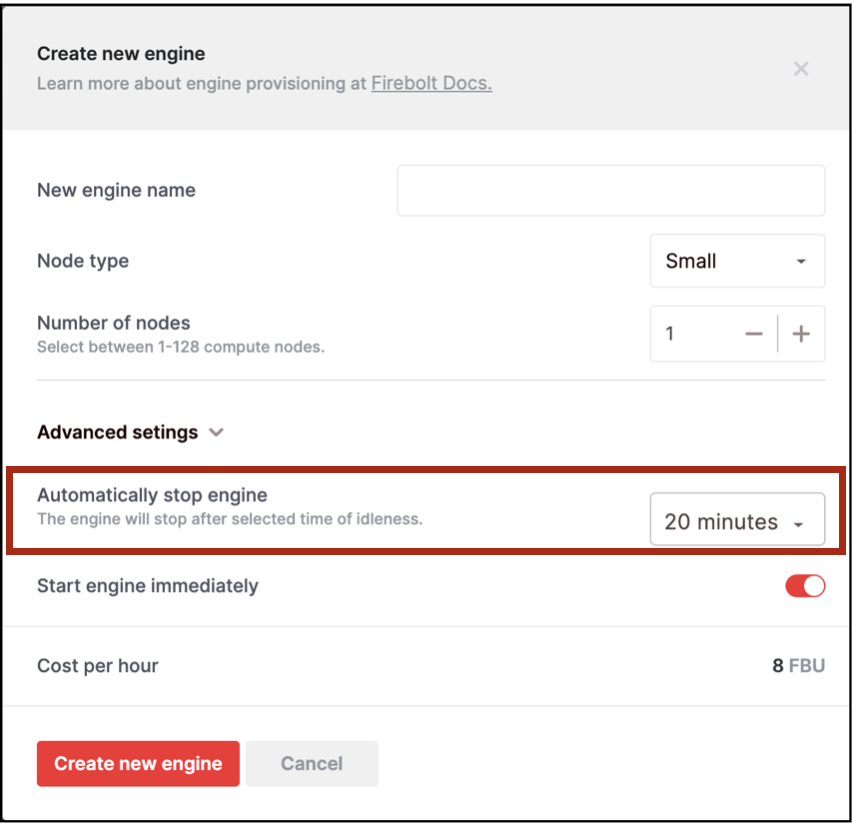 Create new engine
Learn more about engine provisioning at Firebolt Docs.
New engine name
Node type
Small
Number of nodes
Select between 1-128 compute nodes.
1
Advanced setings
Automatically stop engine
The engine will stop after selected time of idleness.
20 minutes
Start engine immediately
Cost per hour
8 FBU
Create new engine
Cancel